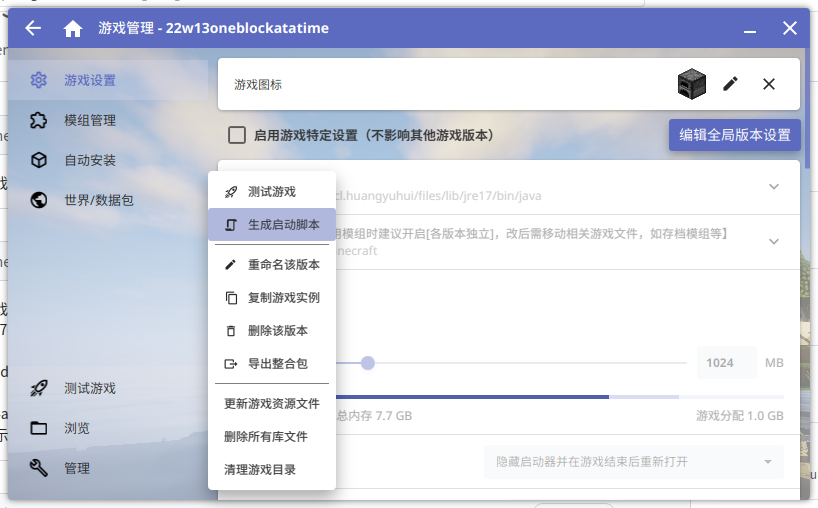 游戏管理 - 22w13oneblockatatime
游戏设置
模组管理
自动安装
世界/数据包
测试游戏
浏览
管理
游戏图标
启用游戏特定设置（不影响其他游戏版本）
编辑全局版本设置
cl.huangyuhui/files/lib/jre17/bin/java
组模组时建议开启[各版本独立]，改后需移动相关游戏文件，如存档模组等】
necraft
1024 MB
总内存 7.7 GB
游戏分配 1.0 GB
隐藏启动器并在游戏结束后重新打开
测试游戏
生成启动脚本
重命名该版本
复制游戏实例
删除该版本
导出整合包
更新游戏资源文件
删除所有库文件
清理游戏目录